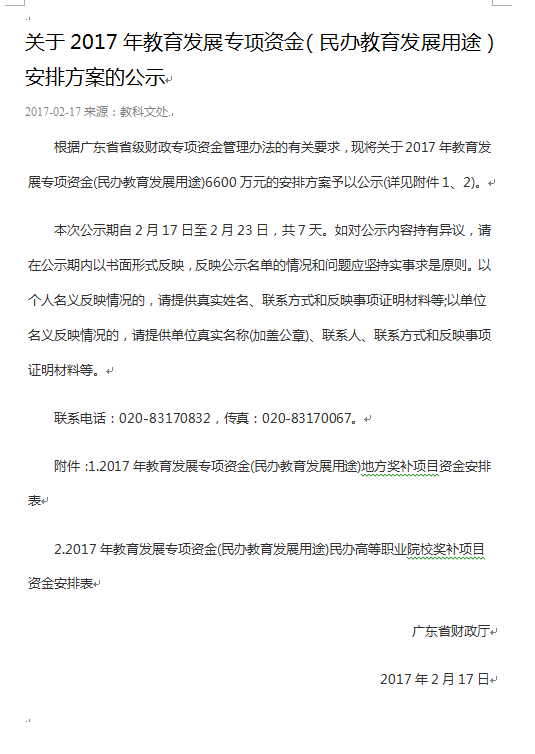 关于 2017 年教育发展专项资金( 民办教育发展用途 )
安排方案的公示
2017-02-17 来源：教科文处
根据广东省省级财政专项资金管理办法的有关要求，现将关于 2017 年教育发
展专项资金(民办教育发展用途)6600 万元的安排方案予以公示(详见附件 1、2)。
本次公示期自 2 月 17 日至 2 月 23 日，共 7 天。如对公示内容持有异议，请
在公示期内以书面形式反映，反映公示名单的情况和问题应坚持实事求是原则。以
个人名义反映情况的，请提供真实姓名、联系方式和反映事项证明材料等;以单位
名义反映情况的，请提供单位真实名称(加盖公章)、联系人、联系方式和反映事项
证明材料等。
联系电话：020-83170832，传真：020-83170067。
附件 :1.2017 年教育发展专项资金(民办教育发展用途)地方奖补项目资金安排
表
2.2017 年教育发展专项资金(民办教育发展用途)民办高等职业院校奖补项目
资金安排表
广东省财政厅
2017 年 2 月 17 日